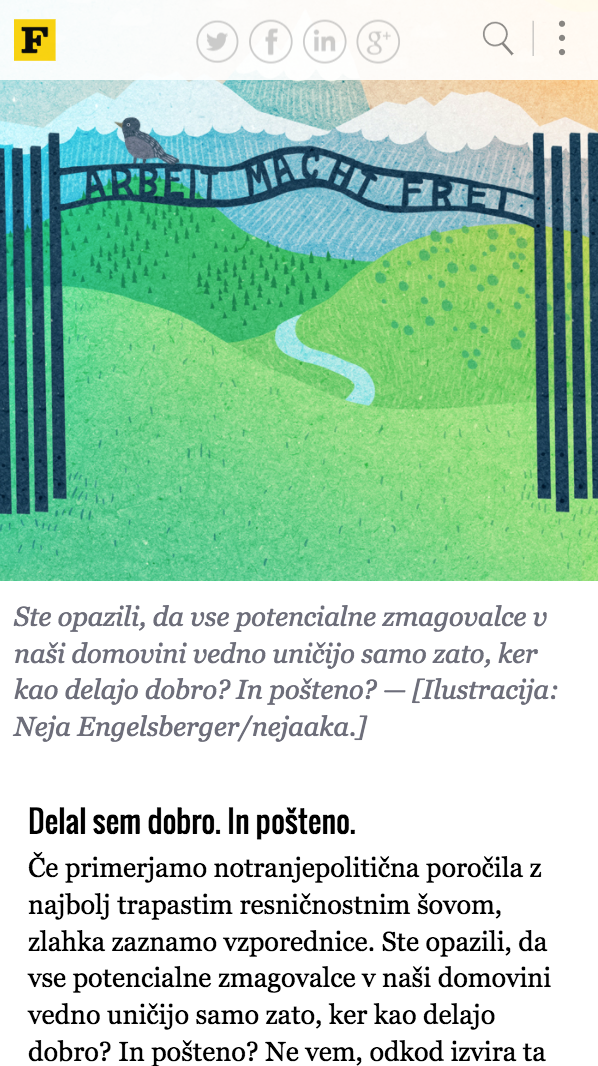 F
ARBEIT MACHT FREI
Ste opazili, da vse potencialne zmagovalce v
naši domovini vedno uničijo samo zato, ker
kao delajo dobro? In pošteno? — [Ilustracija:
Neja Engelsberger/nejaaka.]
Delal sem dobro. In pošteno.
Če primerjamo notranjepolitična poročila z
najbolj trapastim resničnostnim šovom,
zlahka zaznamo vzporednice. Ste opazili, da
vse potencialne zmagovalce v naši domovini
vedno uničijo samo zato, ker kao delajo
dobro? In pošteno? Ne vem, odkod izvira ta